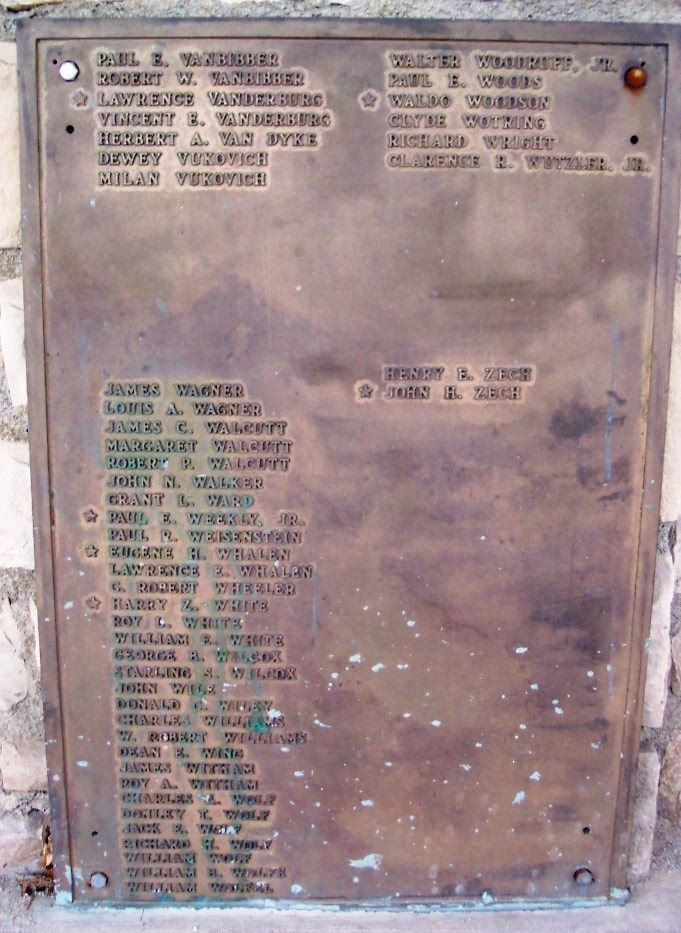 PAUL E. VANBIBBER
ROBERT W. VANBIBBER
☆ LAWRENCE VANDERBURG
VINCENT E. VANDERBURG
HERBERT A. VAN DYKE
DEWEY VUKOVICH
MILAN VUKOVICH
JAMES WAGNER
LOUIS A. WAGNER
JAMES C. WALCUTT
MARGARET WALCUTT
ROBERT P. WALCUTT
JOHN N. WALKER
GRANT L. WARD
☆ PAUL E. WEEKLY, JR.
PAUL R. WEISENSTEIN
☆ EUGENE H. WHALEN
LAWRENCE E. WHALEN
G. ROBERT WHEELER
☆ HARRY Z. WHITE
ROY L. WHITE
WILLIAM E. WHITE
GEORGE B. WILCOX
STARLING S. WILCOX
JOHN WILE
DONALD C. WILEY
CHARLES WILLIAMS
W. ROBERT WILLIAMS
DEAN E. WING
JAMES WITHAM
ROY A. WITHAM
CHARLES A. WOLF
DONLEY T. WOLF
JACK E. WOLF
RICHARD H. WOLF
WILLIAM WOLF
WILLIAM B. WOLFE
WILLIAM
WALTER WOODRUFF, JR.
PAUL E. WOODS
☆ WALDO WOODSON
CLYDE WOTRING
RICHARD WRIGHT
CLARENCE R. WUTZLER, JR.
HENRY E. ZECH
☆ JOHN H. ZECH